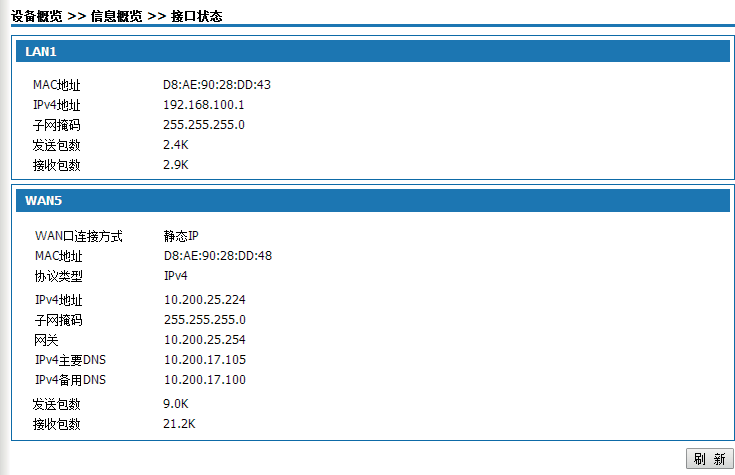 设备概览 >> 信息概览 >> 接口状态
LAN1
MAC地址 D8:AE:90:28:DD:43
IPv4地址 192.168.100.1
子网掩码 255.255.255.0
发送包数 2.4K
接收包数 2.9K
WAN5
WAN口连接方式 静态IP
MAC地址 D8:AE:90:28:DD:48
协议类型 IPv4
IPv4地址 10.200.25.224
子网掩码 255.255.255.0
网关 10.200.25.254
IPv4主要DNS 10.200.17.105
IPv4备用DNS 10.200.17.100
发送包数 9.0K
接收包数 21.2K
刷 新